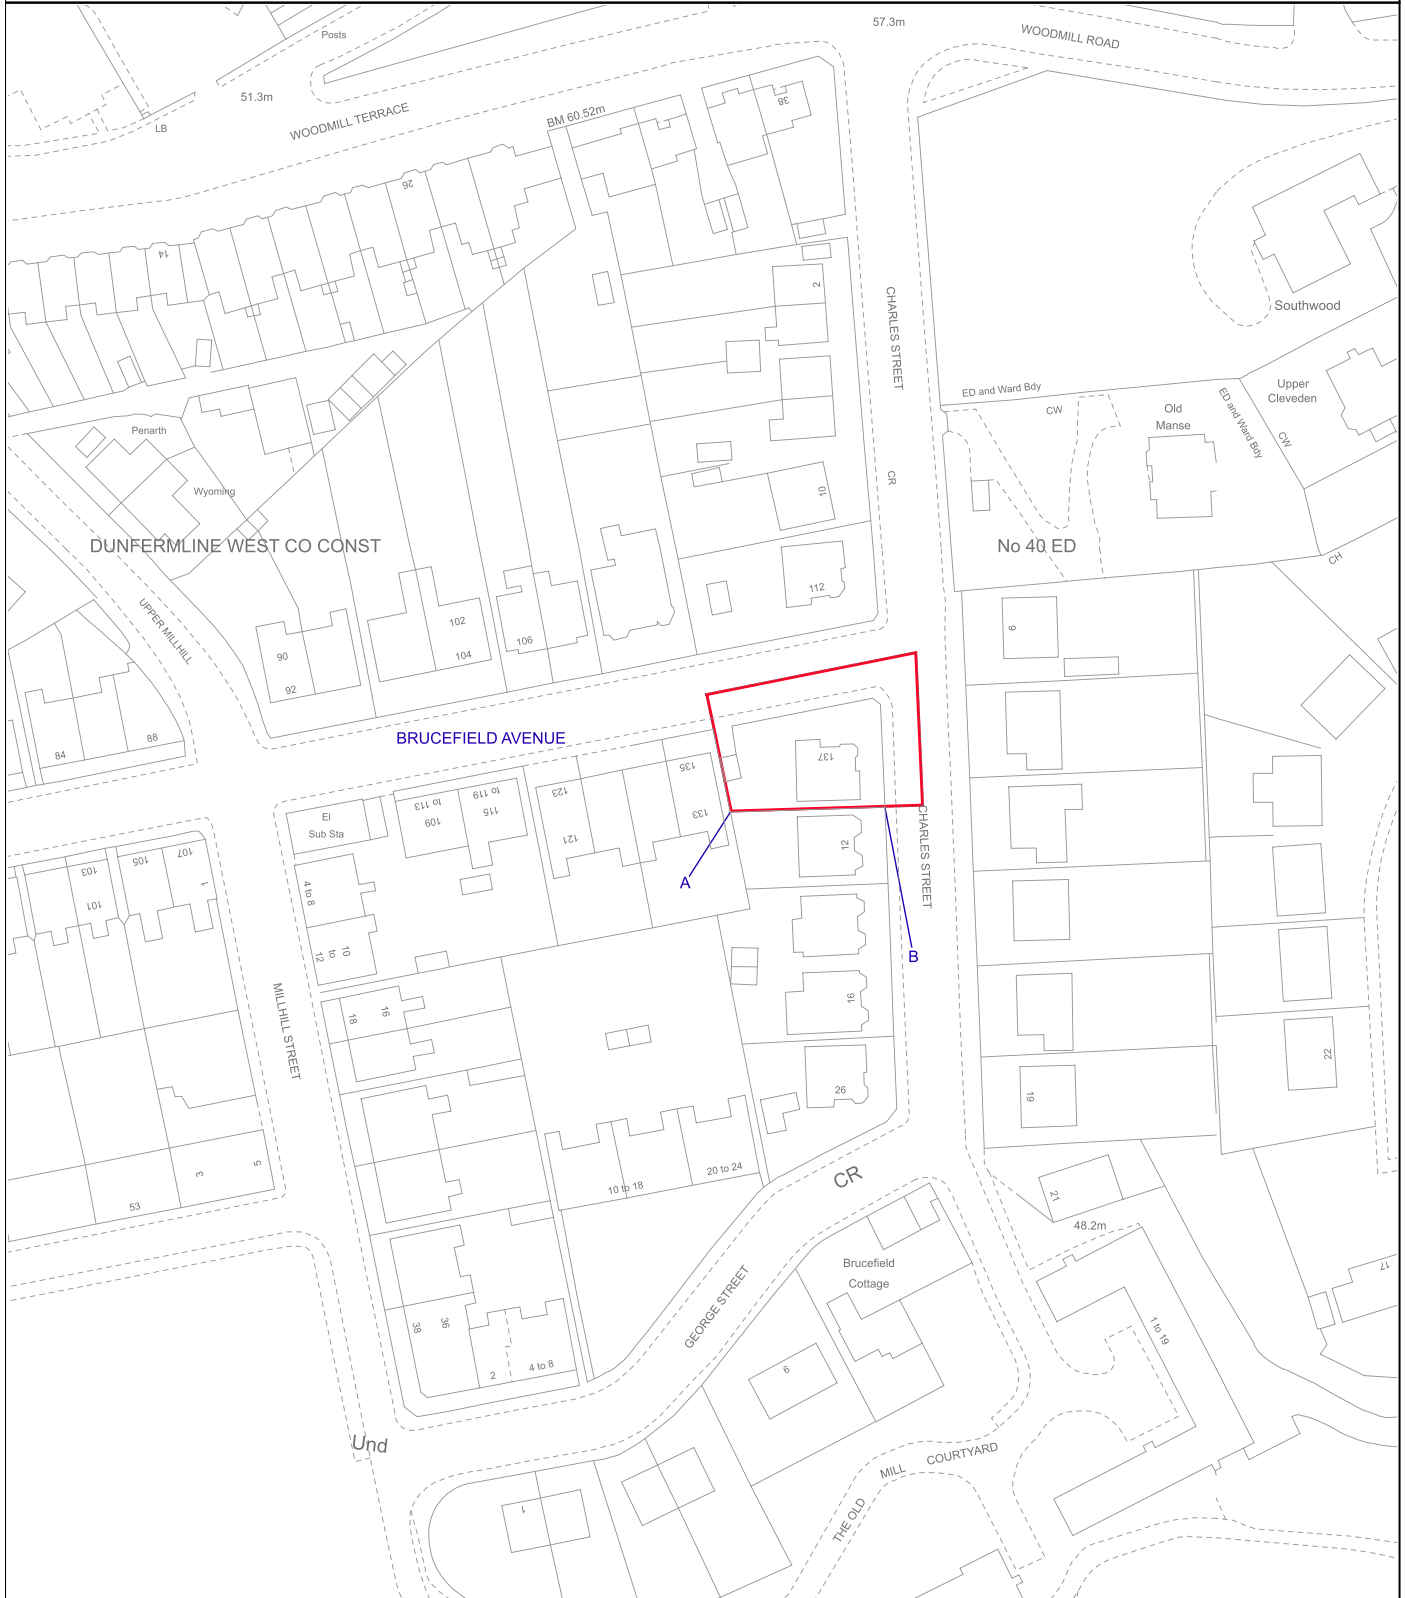 57.3m
WOODMILL ROAD
Posts
51.3m
LB
WOODMILL TERRACE
BM 60.52m
38
26
14
2
CHARLES STREET
Southwood
ED and Ward Bdy
CW
Old
Manse
ED and Ward Bdy
CW
Upper
Cleveden
Penarth
Wyoming
CR
10
DUNFERMLINE WEST CO CONST
No 40 ED
CH
112
UPPER MILLHILL
102
104
106
90
92
9
84
88
BRUCEFIELD AVENUE
137
135
133
123
121
115
to 119
109
to 113
El
Sub Sta
CHARLES STREET
12
A
B
107
105
103
101
1
4 to 8
10
to
12
16
18
16
MILLHILL STREET
26
22
19
3
5
53
10 to 18
20 to 24
CR
21
48.2m
Brucefield
Cottage
17
GEORGE STREET
38
36
2
4 to 8
6
1 to 19
Und
THE OLD
MILL
COURTYARD
1